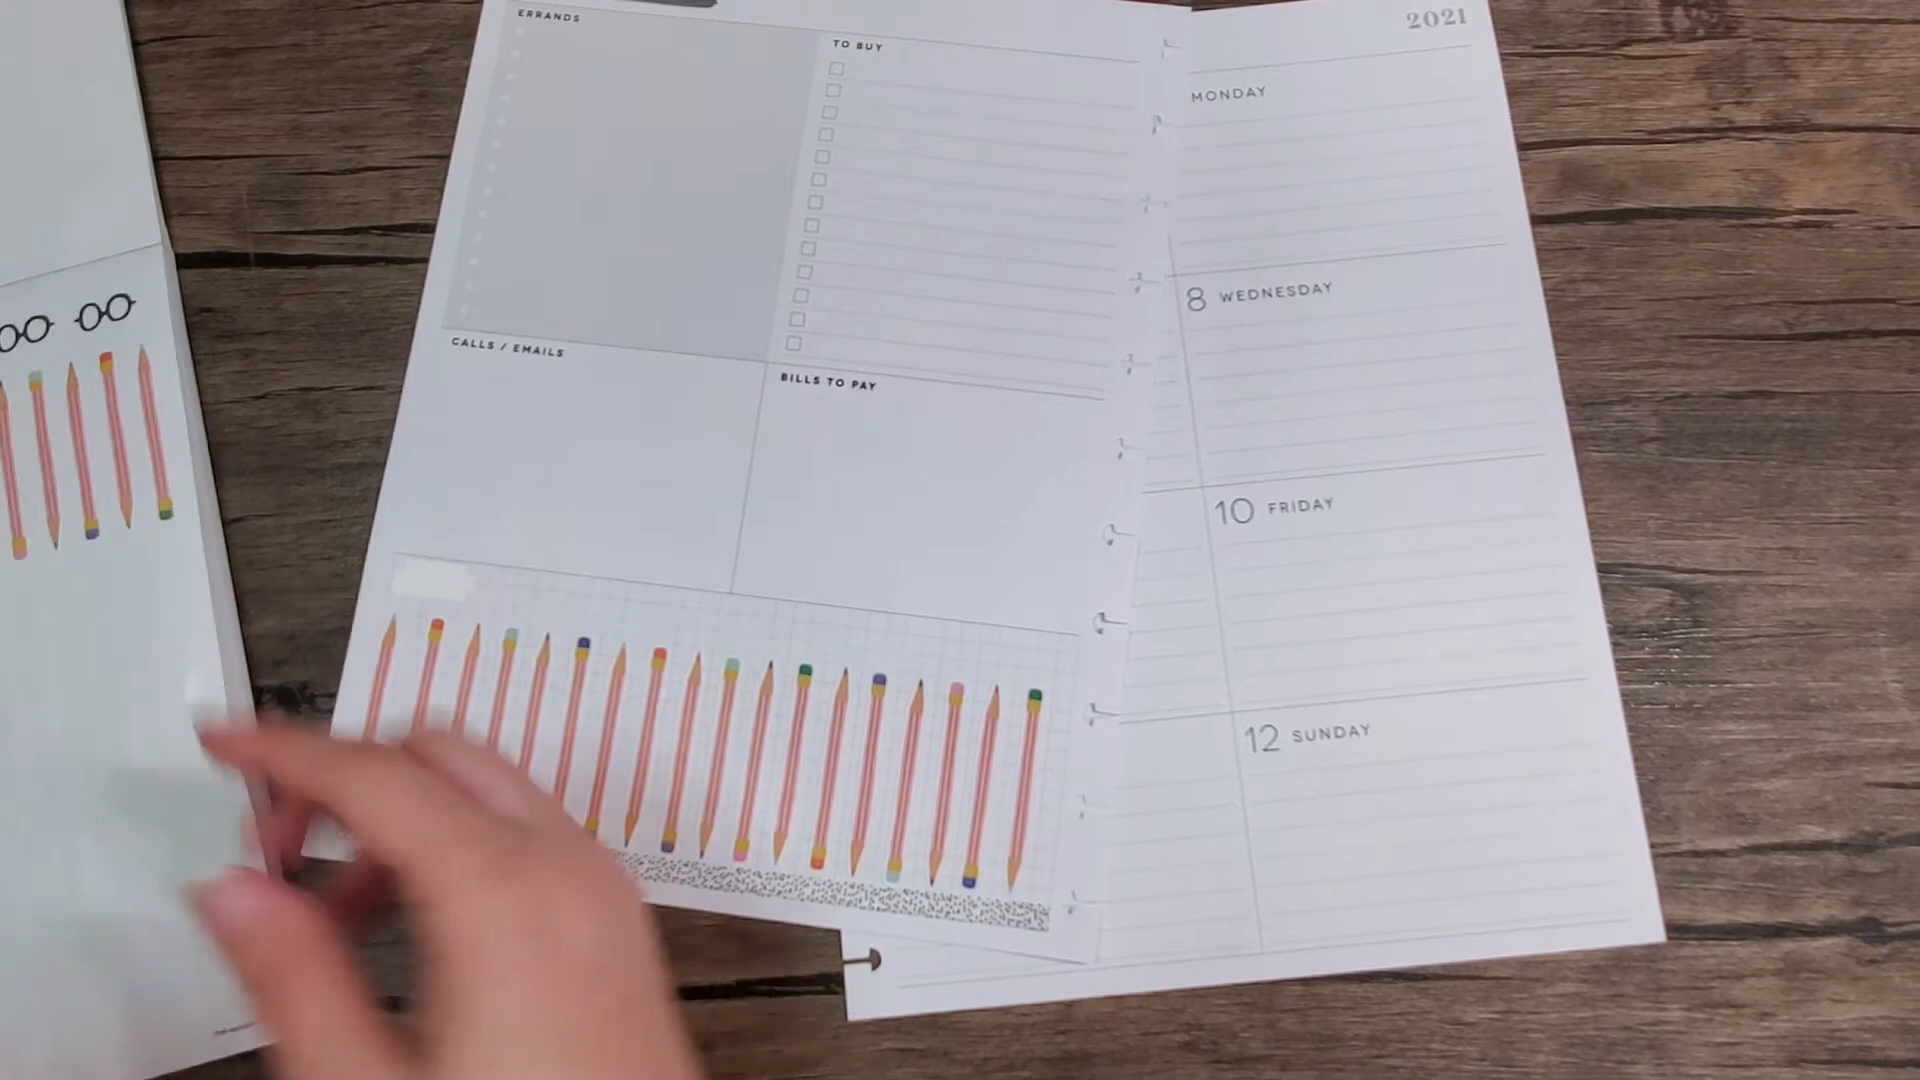 ERRANDS
TO BUY
CALLS / EMAILS
BILLS TO PAY
2021
MONDAY
8 WEDNESDAY
10 FRIDAY
12 SUNDAY